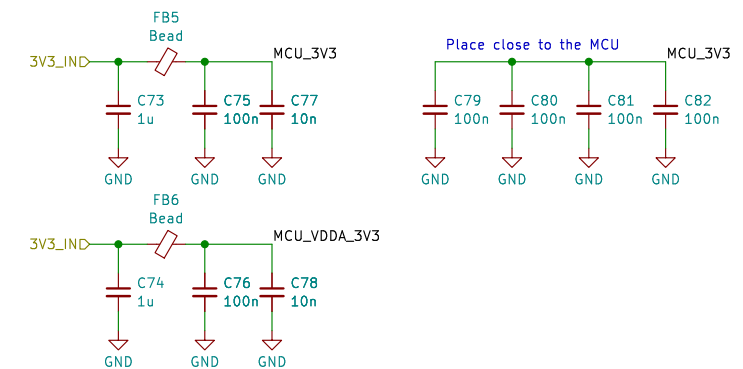 FB5
Bead
3V3_IN
MCU_3V3
C73
1u
C75
100n
C77
10n
GND
GND
GND
Place close to the MCU
MCU_3V3
C79
100n
C80
100n
C81
100n
C82
100n
GND
GND
GND
GND
FB6
Bead
3V3_IN
MCU_VDDA_3V3
C74
1u
C76
100n
C78
10n
GND
GND
GND